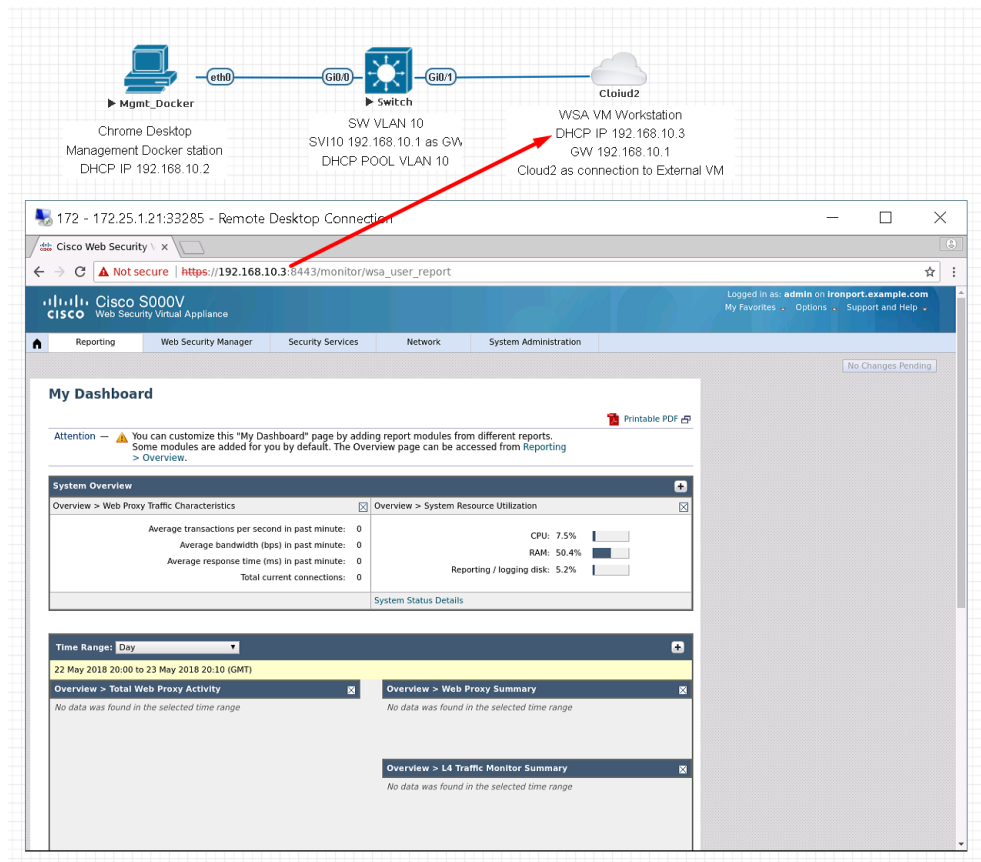 eth0
Gi0/0
Gi0/1
Mgmt_Docker
Switch
Cloiud2
Chrome Desktop
Management Docker station
DHCP IP 192.168.10.2
SW VLAN 10
SVI10 192.168.10.1 as GW
DHCP POOL VLAN 10
WSA VM Workstation
DHCP IP 192.168.10.3
GW 192.168.10.1
Cloud2 as connection to External VM
172 - 172.25.1.21:33285 - Remote Desktop Connection
Cisco Web Security V
Not secure | https://192.168.10.3:8443/monitor/wsa_user_report
CISCO
Cisco S000V
Web Security Virtual Appliance
Logged in as: admin on ironport.example.com
My Favorites Options Support and Help
Reporting Web Security Manager Security Services Network System Administration
No Changes Pending
My Dashboard
Printable PDF
Attention — You can customize this "My Dashboard" page by adding report modules from different reports.
Some modules are added for you by default. The Overview page can be accessed from Reporting
> Overview.
System Overview
Overview > Web Proxy Traffic Characteristics
Average transactions per second in past minute: 0
Average bandwidth (bps) in past minute: 0
Average response time (ms) in past minute: 0
Total current connections: 0
Overview > System Resource Utilization
CPU: 7.5%
RAM: 50.4%
Reporting / logging disk: 5.2%
System Status Details
Time Range: Day
22 May 2018 20:00 to 23 May 2018 20:10 (GMT)
Overview > Total Web Proxy Activity
No data was found in the selected time range
Overview > Web Proxy Summary
No data was found in the selected time range
Overview > L4 Traffic Monitor Summary
No data was found in the selected time range